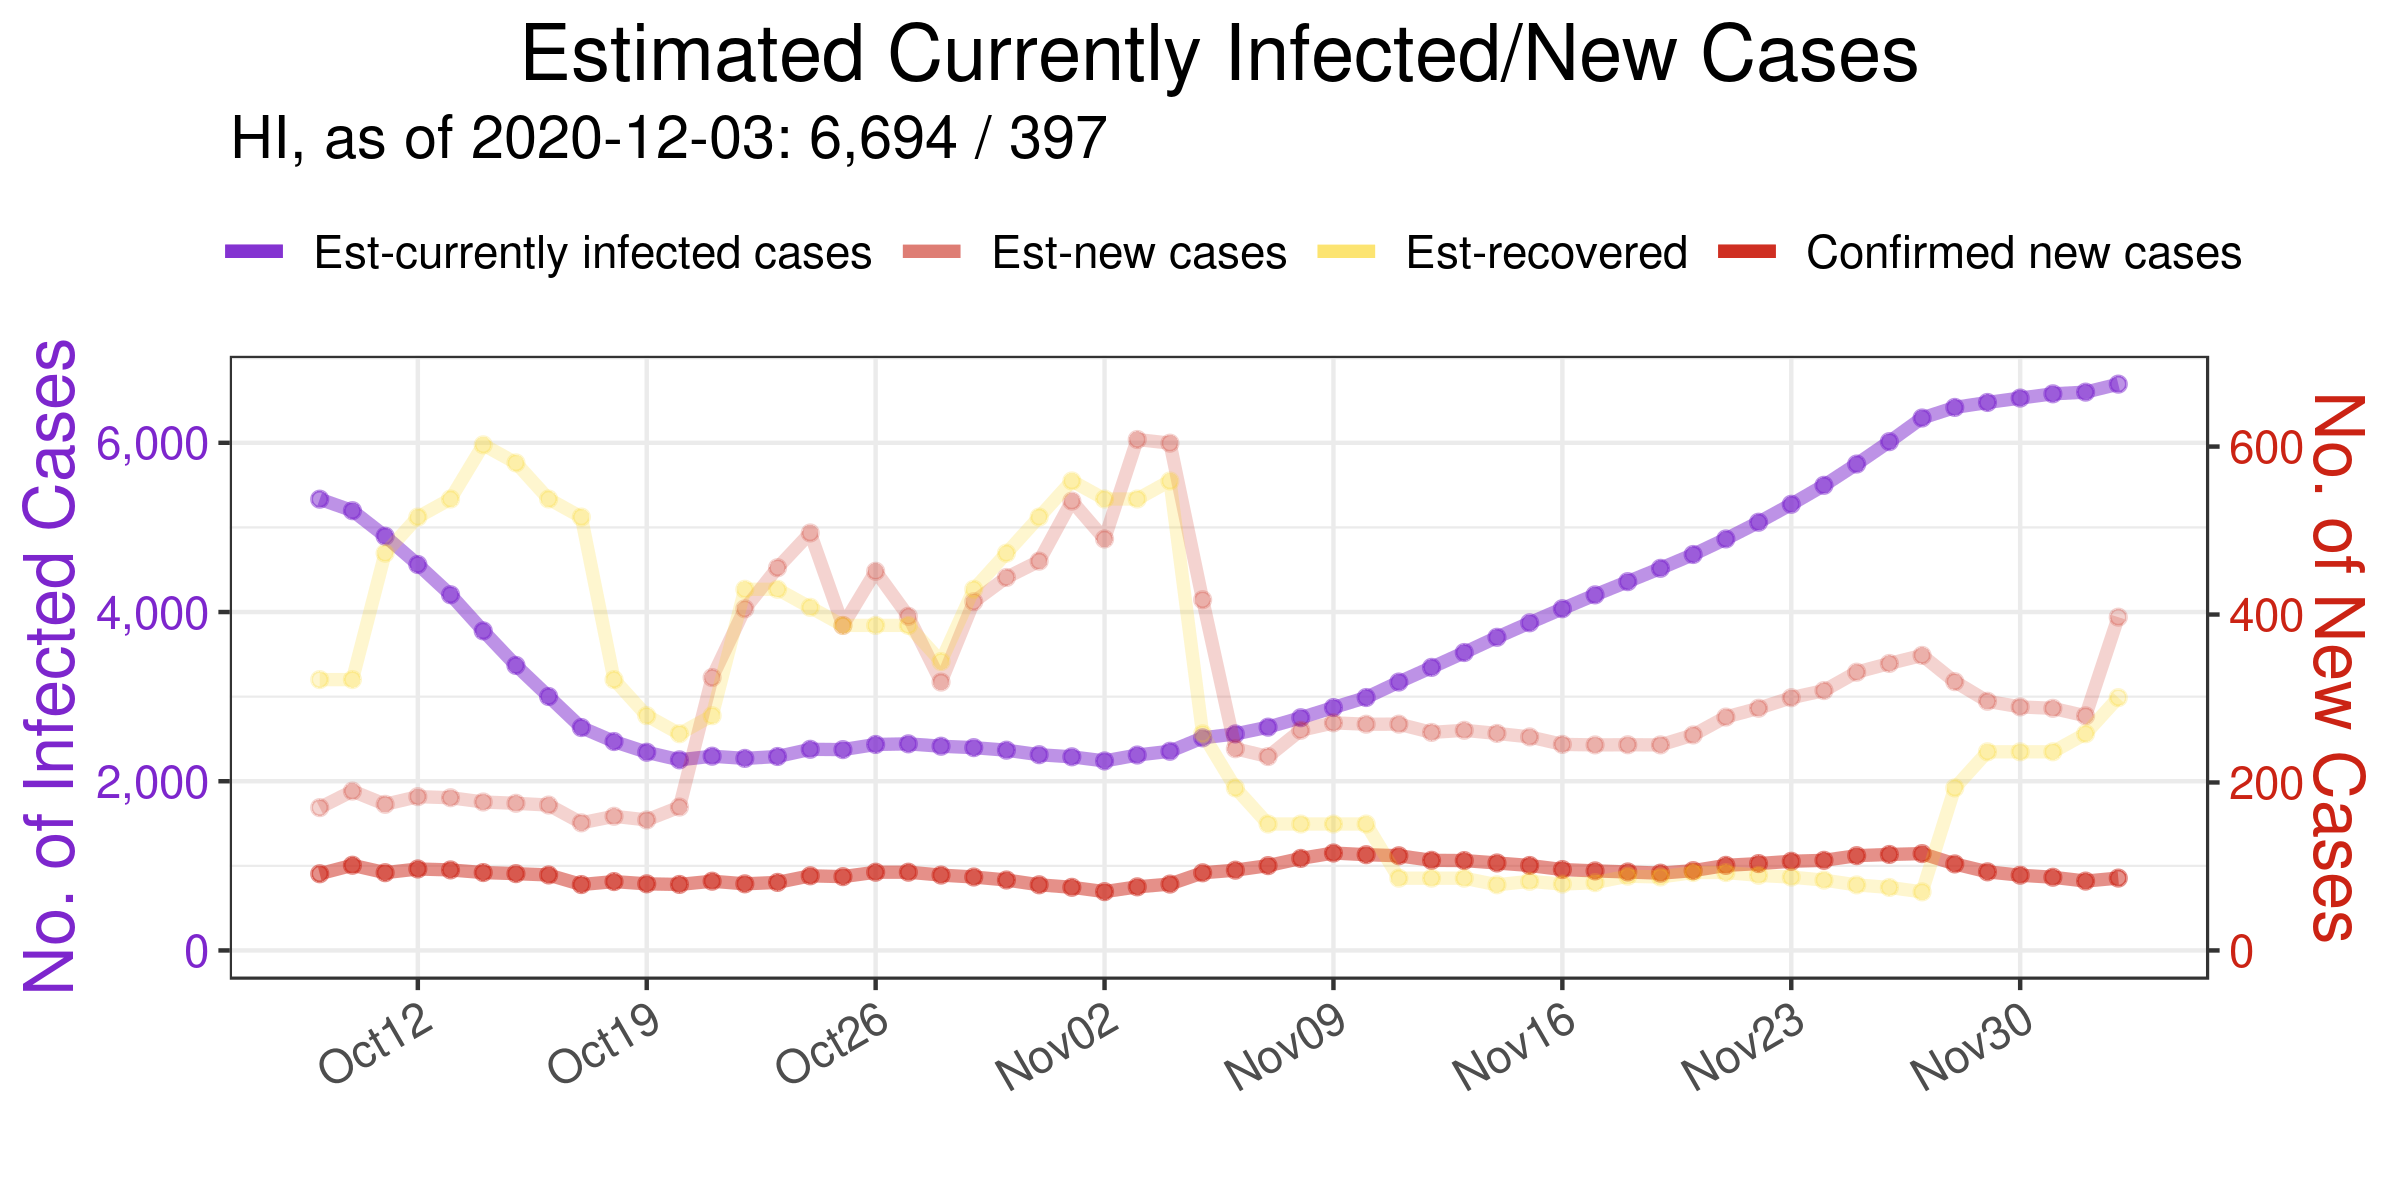 Estimated Currently Infected/New Cases
HI, as of 2020-12-03: 6,694 / 397
Est-currently infected cases Est-new cases Est-recovered Confirmed new cases
No. of Infected Cases
6,000
4,000
2,000
0
600
400
200
0
No. of New Cases
Oct12 Oct19 Oct26 Nov02 Nov09 Nov16 Nov23 Nov30